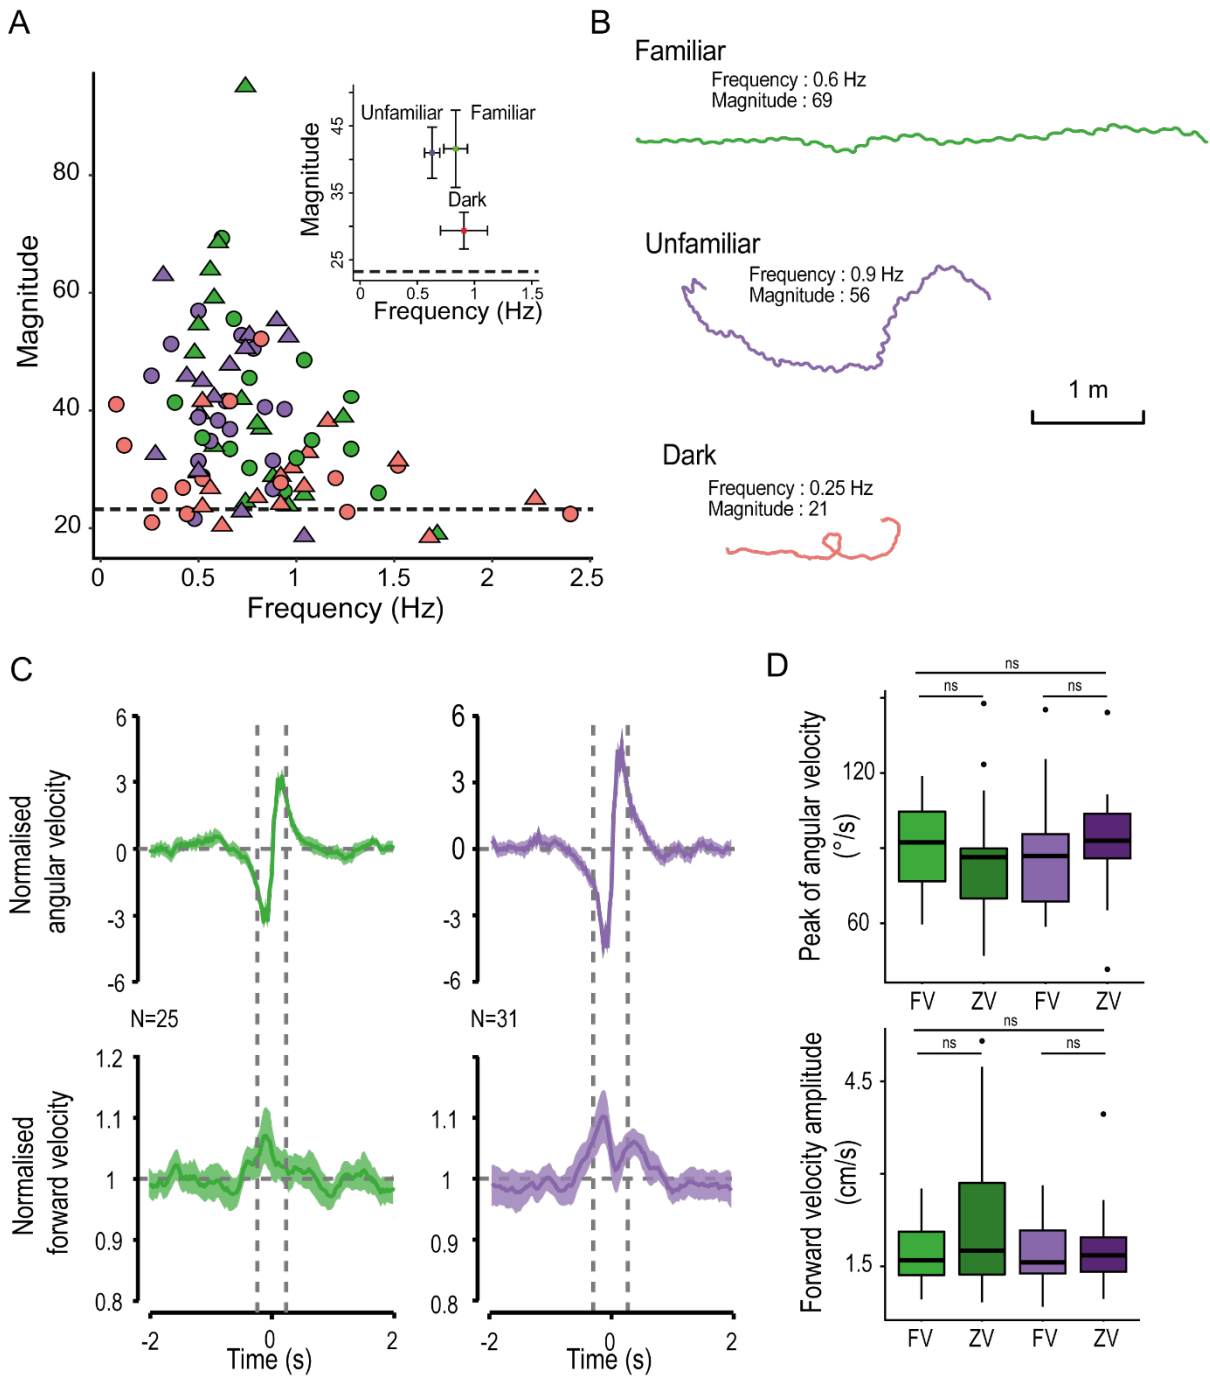 A
80
60
40
20
Magnitude
0
0.5
1
1.5
2
2.5
Frequency (Hz)
Unfamiliar
Familiar
Dark
45
35
25
Magnitude
0
0.5
1
1.5
Frequency (Hz)
B
Familiar
Frequency : 0.6 Hz
Magnitude : 69
Unfamiliar
Frequency : 0.9 Hz
Magnitude : 56
1 m
Dark
Frequency : 0.25 Hz
Magnitude : 21
C
Normalised
angular velocity
6
3
0
-3
-6
6
3
0
-3
-6
N=25
N=31
Normalised
forward velocity
1.2
1.1
1
0.9
0.8
1.1
1
0.9
0.8
-2
0
2
Time (s)
-2
0
2
Time (s)
D
ns
ns
ns
Peak of angular velocity
(°/s)
120
60
FV
ZV
FV
ZV
ns
ns
ns
Forward velocity amplitude
(cm/s)
4.5
1.5
FV
ZV
FV
ZV